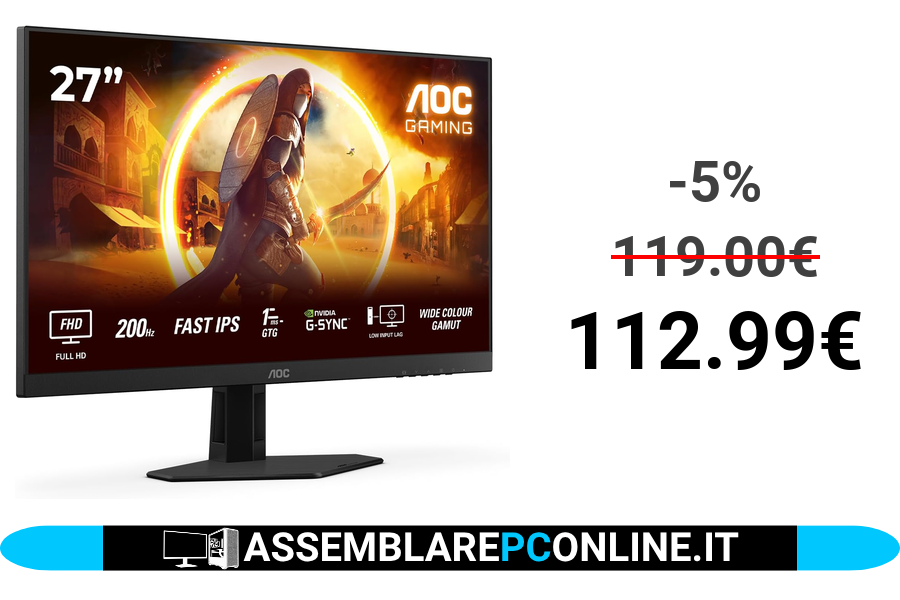 27”
AOC
GAMING
FHD
FULL HD
200Hz
FAST IPS
1ms
GTG
NVIDIA
G-SYNC
LOW INPUT LAG
WIDE COLOUR
GAMUT
AOC
-5%
119.00€
112.99€
ASSEMBLAREPCONLINE.IT